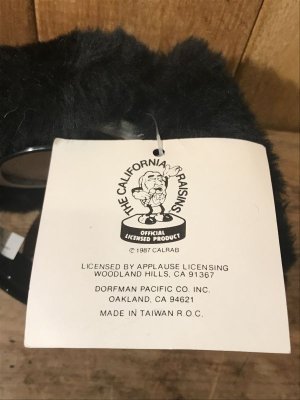 THE CALIFORNIA RAISINS
OFFICIAL
LICENSED PRODUCT
© 1987 CALRAB
LICENSED BY APPLAUSE LICENSING
WOODLAND HILLS, CA 91367
DORFMAN PACIFIC CO. INC.
OAKLAND, CA 94621
MADE IN TAIWAN R.O.C.